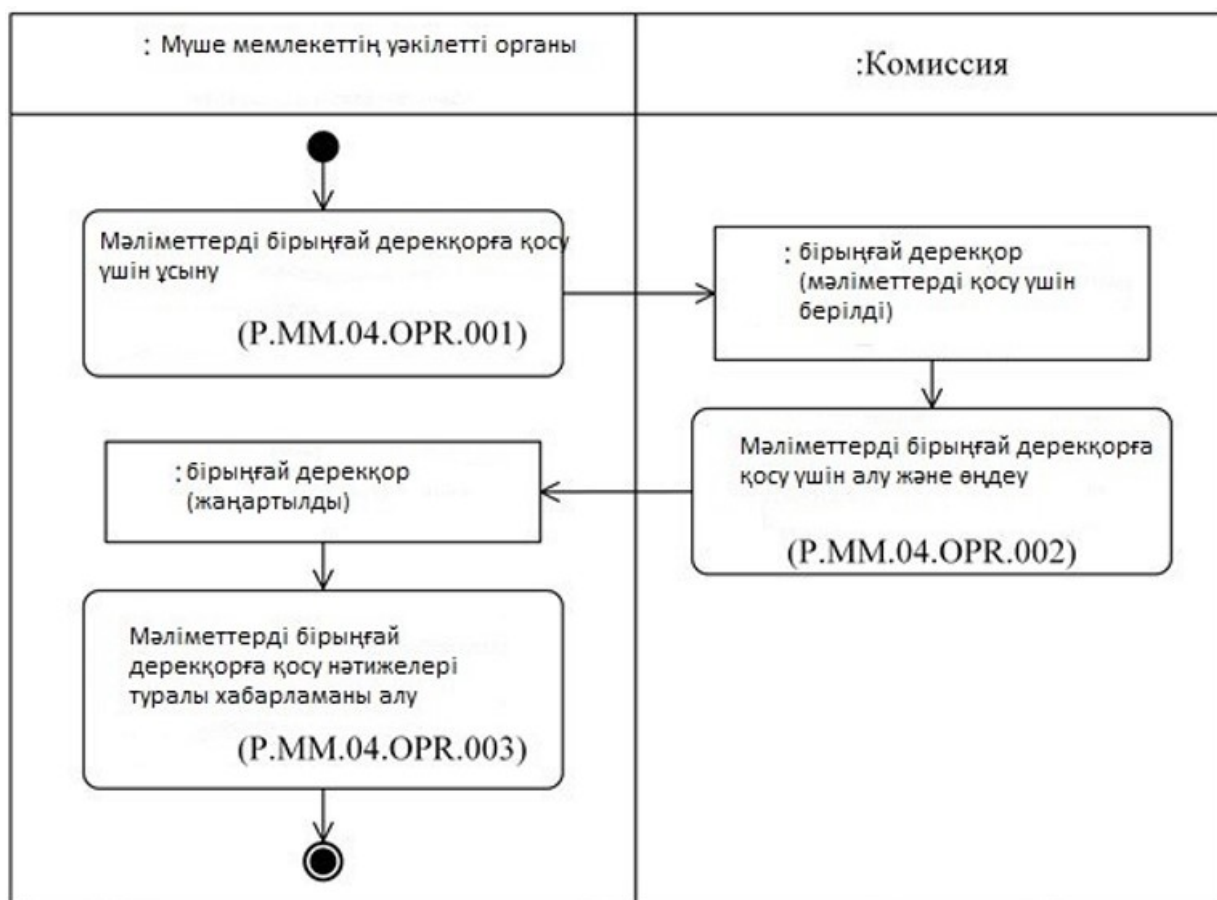 : Мүше мемлекеттің уәкілетті органы
:Комиссия
Мәліметтерді бірыңғай дерекқорға қосу
үшін ұсыну
(P.MM.04.OPR.001)
: бірыңғай дерекқор
(мәліметтерді қосу үшін
берілді)
Мәліметтерді бірыңғай дерекқорға
қосу үшін алу және өңдеу
(P.MM.04.OPR.002)
: бірыңғай дерекқор
(жаңартылды)
Мәліметтерді бірыңғай
дерекқорға қосу нәтижелері
туралы хабарламаны алу
(P.MM.04.OPR.003)